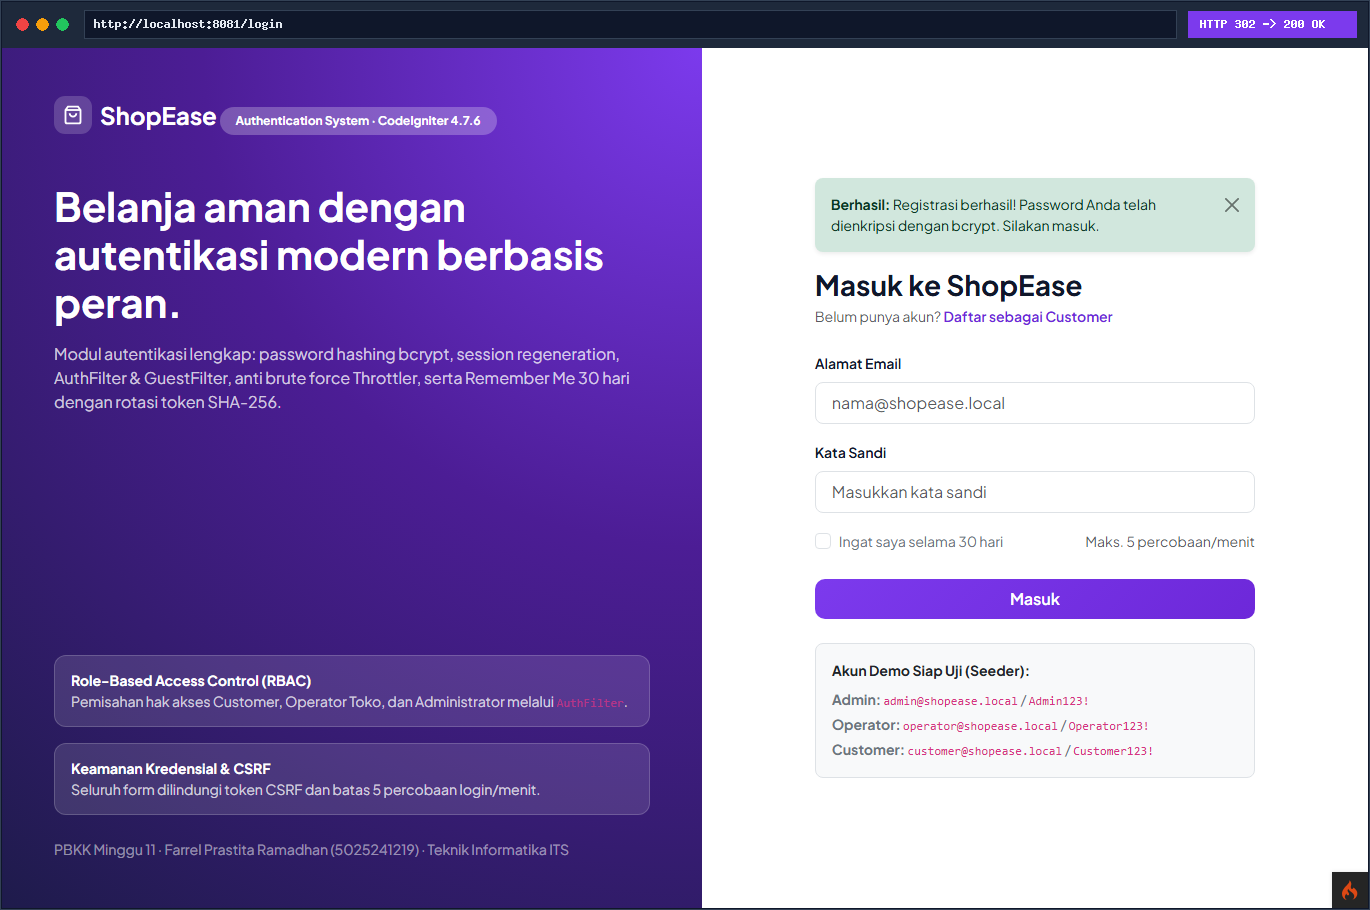 http://localhost:8081/login
HTTP 302 -> 200 OK
ShopEase
Authentication System · CodeIgniter 4.7.6
Belanja aman dengan
autentikasi modern berbasis
peran.
Modul autentikasi lengkap: password hashing bcrypt, session regeneration,
AuthFilter & GuestFilter, anti brute force Throttler, serta Remember Me 30 hari
dengan rotasi token SHA-256.
Role-Based Access Control (RBAC)
Pemisahan hak akses Customer, Operator Toko, dan Administrator melalui AuthFilter.
Keamanan Kredensial & CSRF
Seluruh form dilindungi token CSRF dan batas 5 percobaan login/menit.
PBKK Minggu 11 · Farrel Prastita Ramadhan (5025241219) · Teknik Informatika ITS
Berhasil: Registrasi berhasil! Password Anda telah
dienkripsi dengan bcrypt. Silakan masuk.
Masuk ke ShopEase
Belum punya akun? Daftar sebagai Customer
Alamat Email
nama@shopease.local
Kata Sandi
Masukkan kata sandi
Ingat saya selama 30 hari
Maks. 5 percobaan/menit
Masuk
Akun Demo Siap Uji (Seeder):
Admin: admin@shopease.local / Admin123!
Operator: operator@shopease.local / Operator123!
Customer: customer@shopease.local / Customer123!